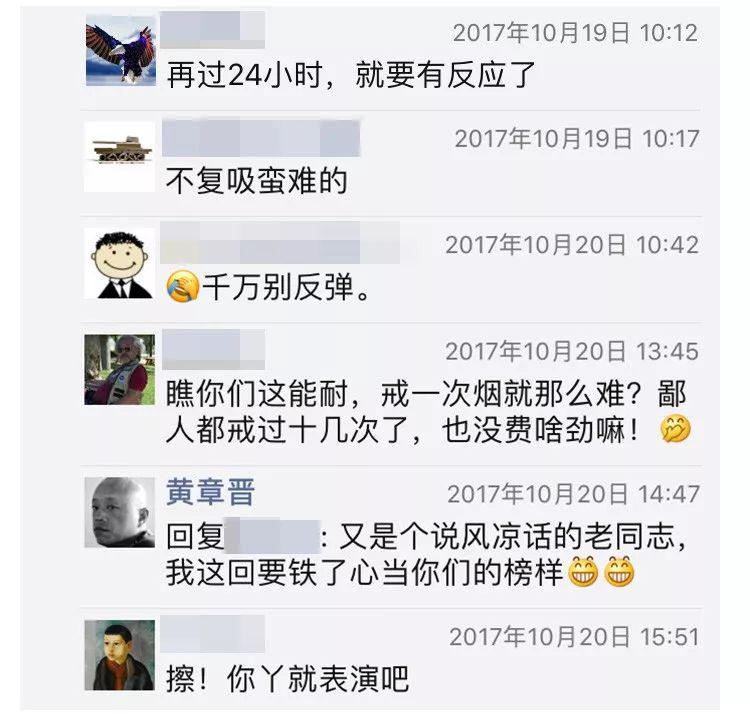 2017年10月19日 10:12
再过24小时，就要有反应了
2017年10月19日 10:17
不复吸蛮难的
2017年10月20日 10:42
🤣千万别反弹。
2017年10月20日 13:45
瞧你们这能耐，戒一次烟就那么难？鄙
人都戒过十几次了，也没费啥劲嘛！🤭
黄章晋 2017年10月20日 14:47
回复 : 又是个说风凉话的老同志，
我这回要铁了心当你们的榜样😁😁
2017年10月20日 15:51
擦！你丫就表演吧